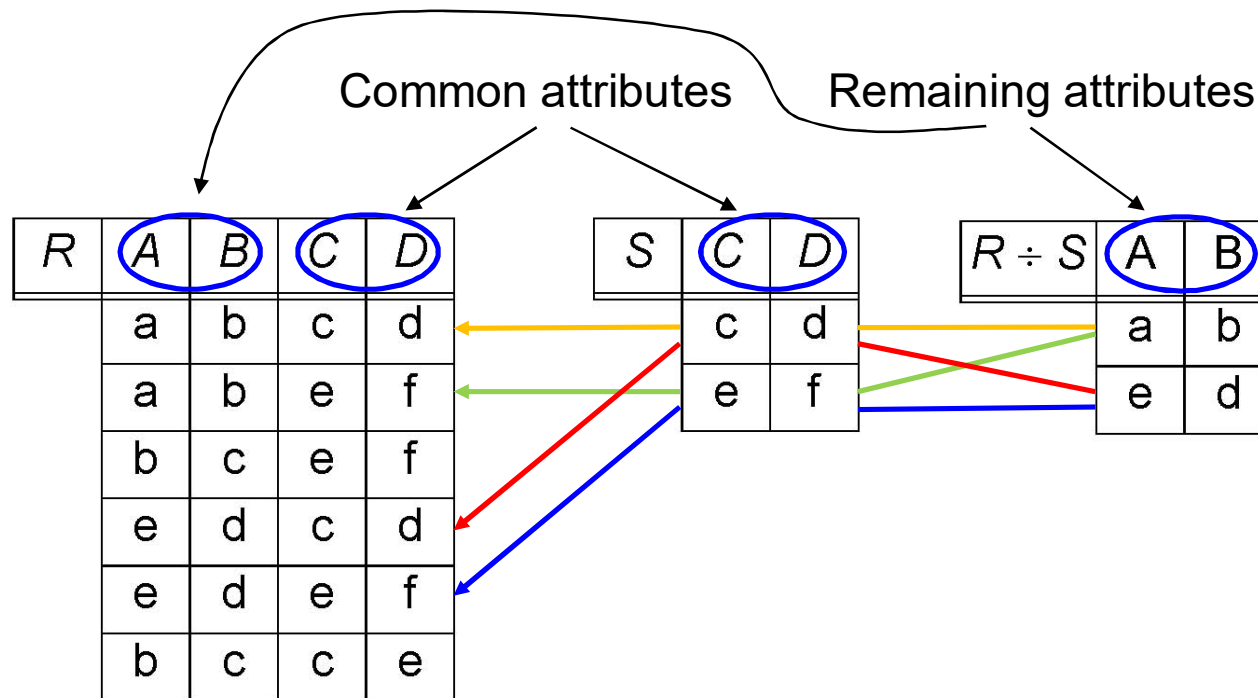 Common attributes Remaining attributes
R A B C D S C D R ÷ S A B
a b c d c d a b
a b e f e f e d
b c e f
e d c d
e d e f
b c c e